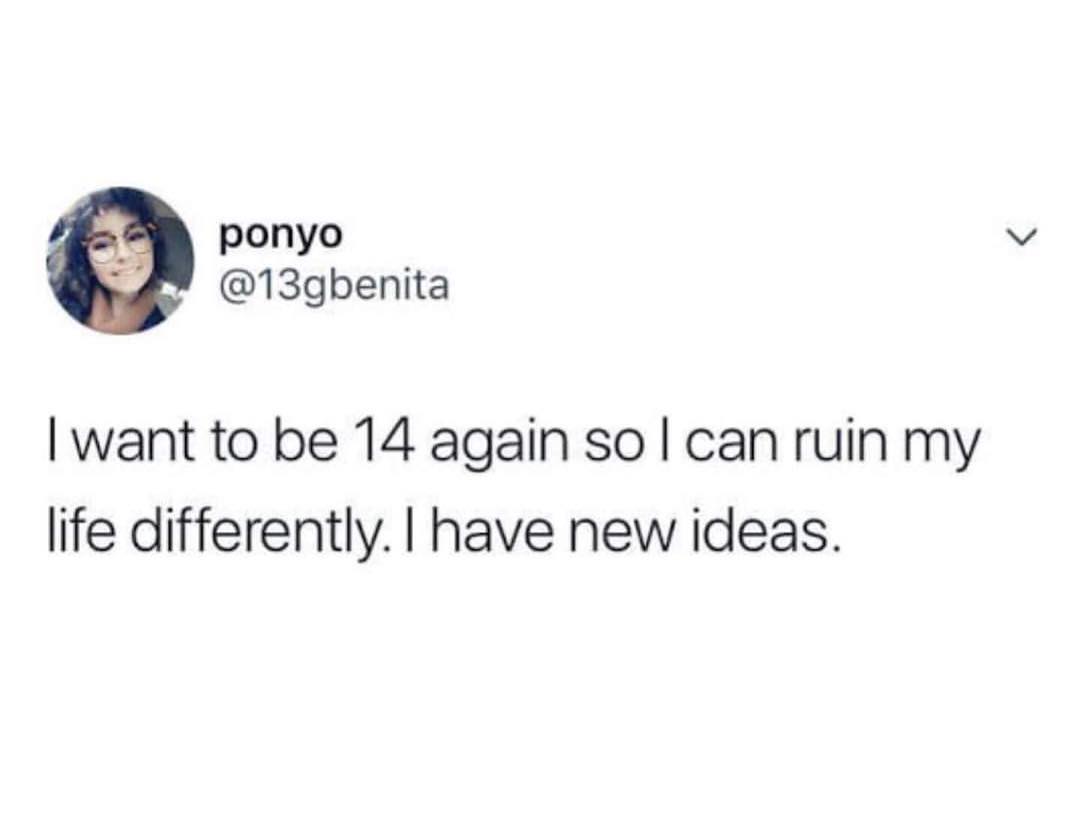 ponyo
@13gbenita
I want to be 14 again so I can ruin my
life differently. I have new ideas.